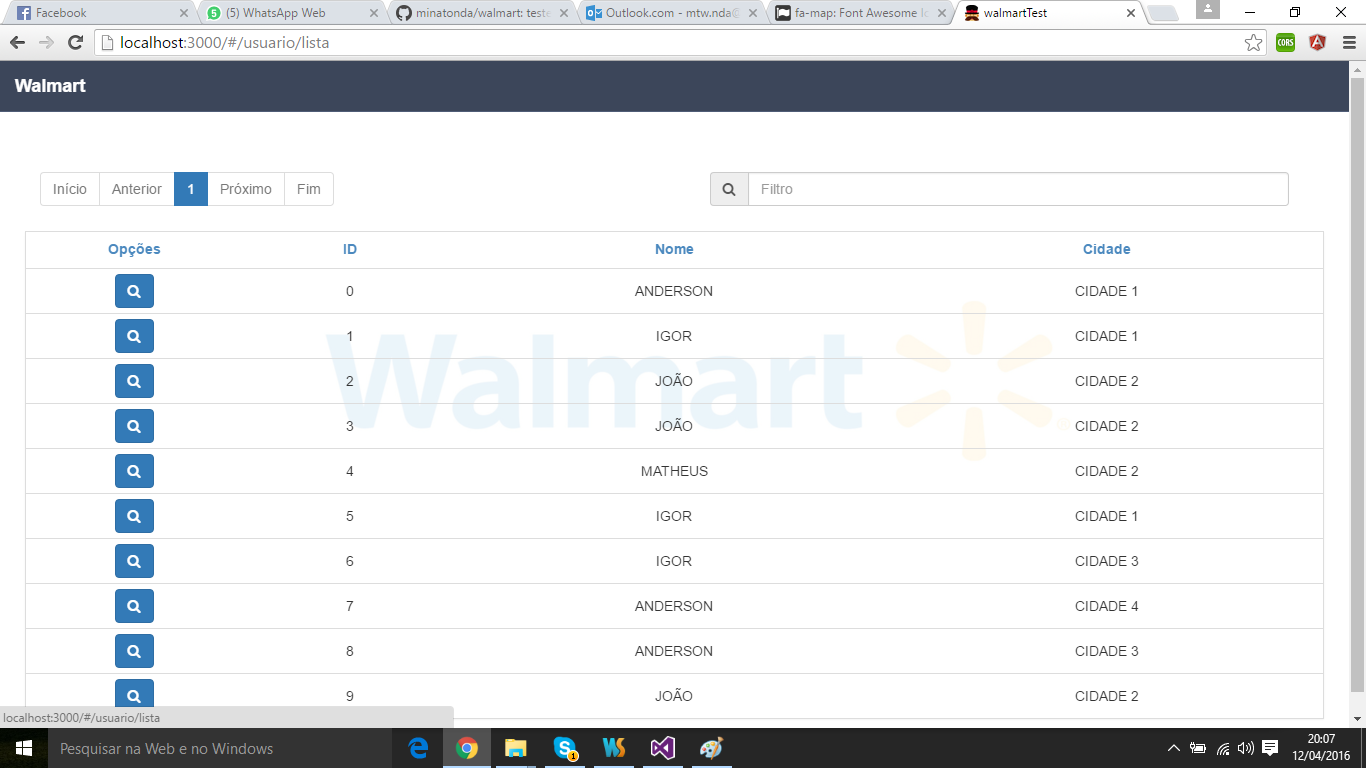 Facebook
(5) WhatsApp Web
minatonda/walmart: teste
Outlook.com - mtw.nda@
fa-map: Font Awesome Ic
walmartTest
localhost:3000/#/usuario/lista
CORS
Walmart
Início Anterior 1 Próximo Fim
Filtro
Opções ID Nome Cidade
0 ANDERSON CIDADE 1
1 IGOR CIDADE 1
2 JOÃO CIDADE 2
3 JOÃO CIDADE 2
4 MATHEUS CIDADE 2
5 IGOR CIDADE 1
6 IGOR CIDADE 3
7 ANDERSON CIDADE 4
8 ANDERSON CIDADE 3
9 JOÃO CIDADE 2
Walmart
localhost:3000/#/usuario/lista
Pesquisar na Web e no Windows
20:07
12/04/2016